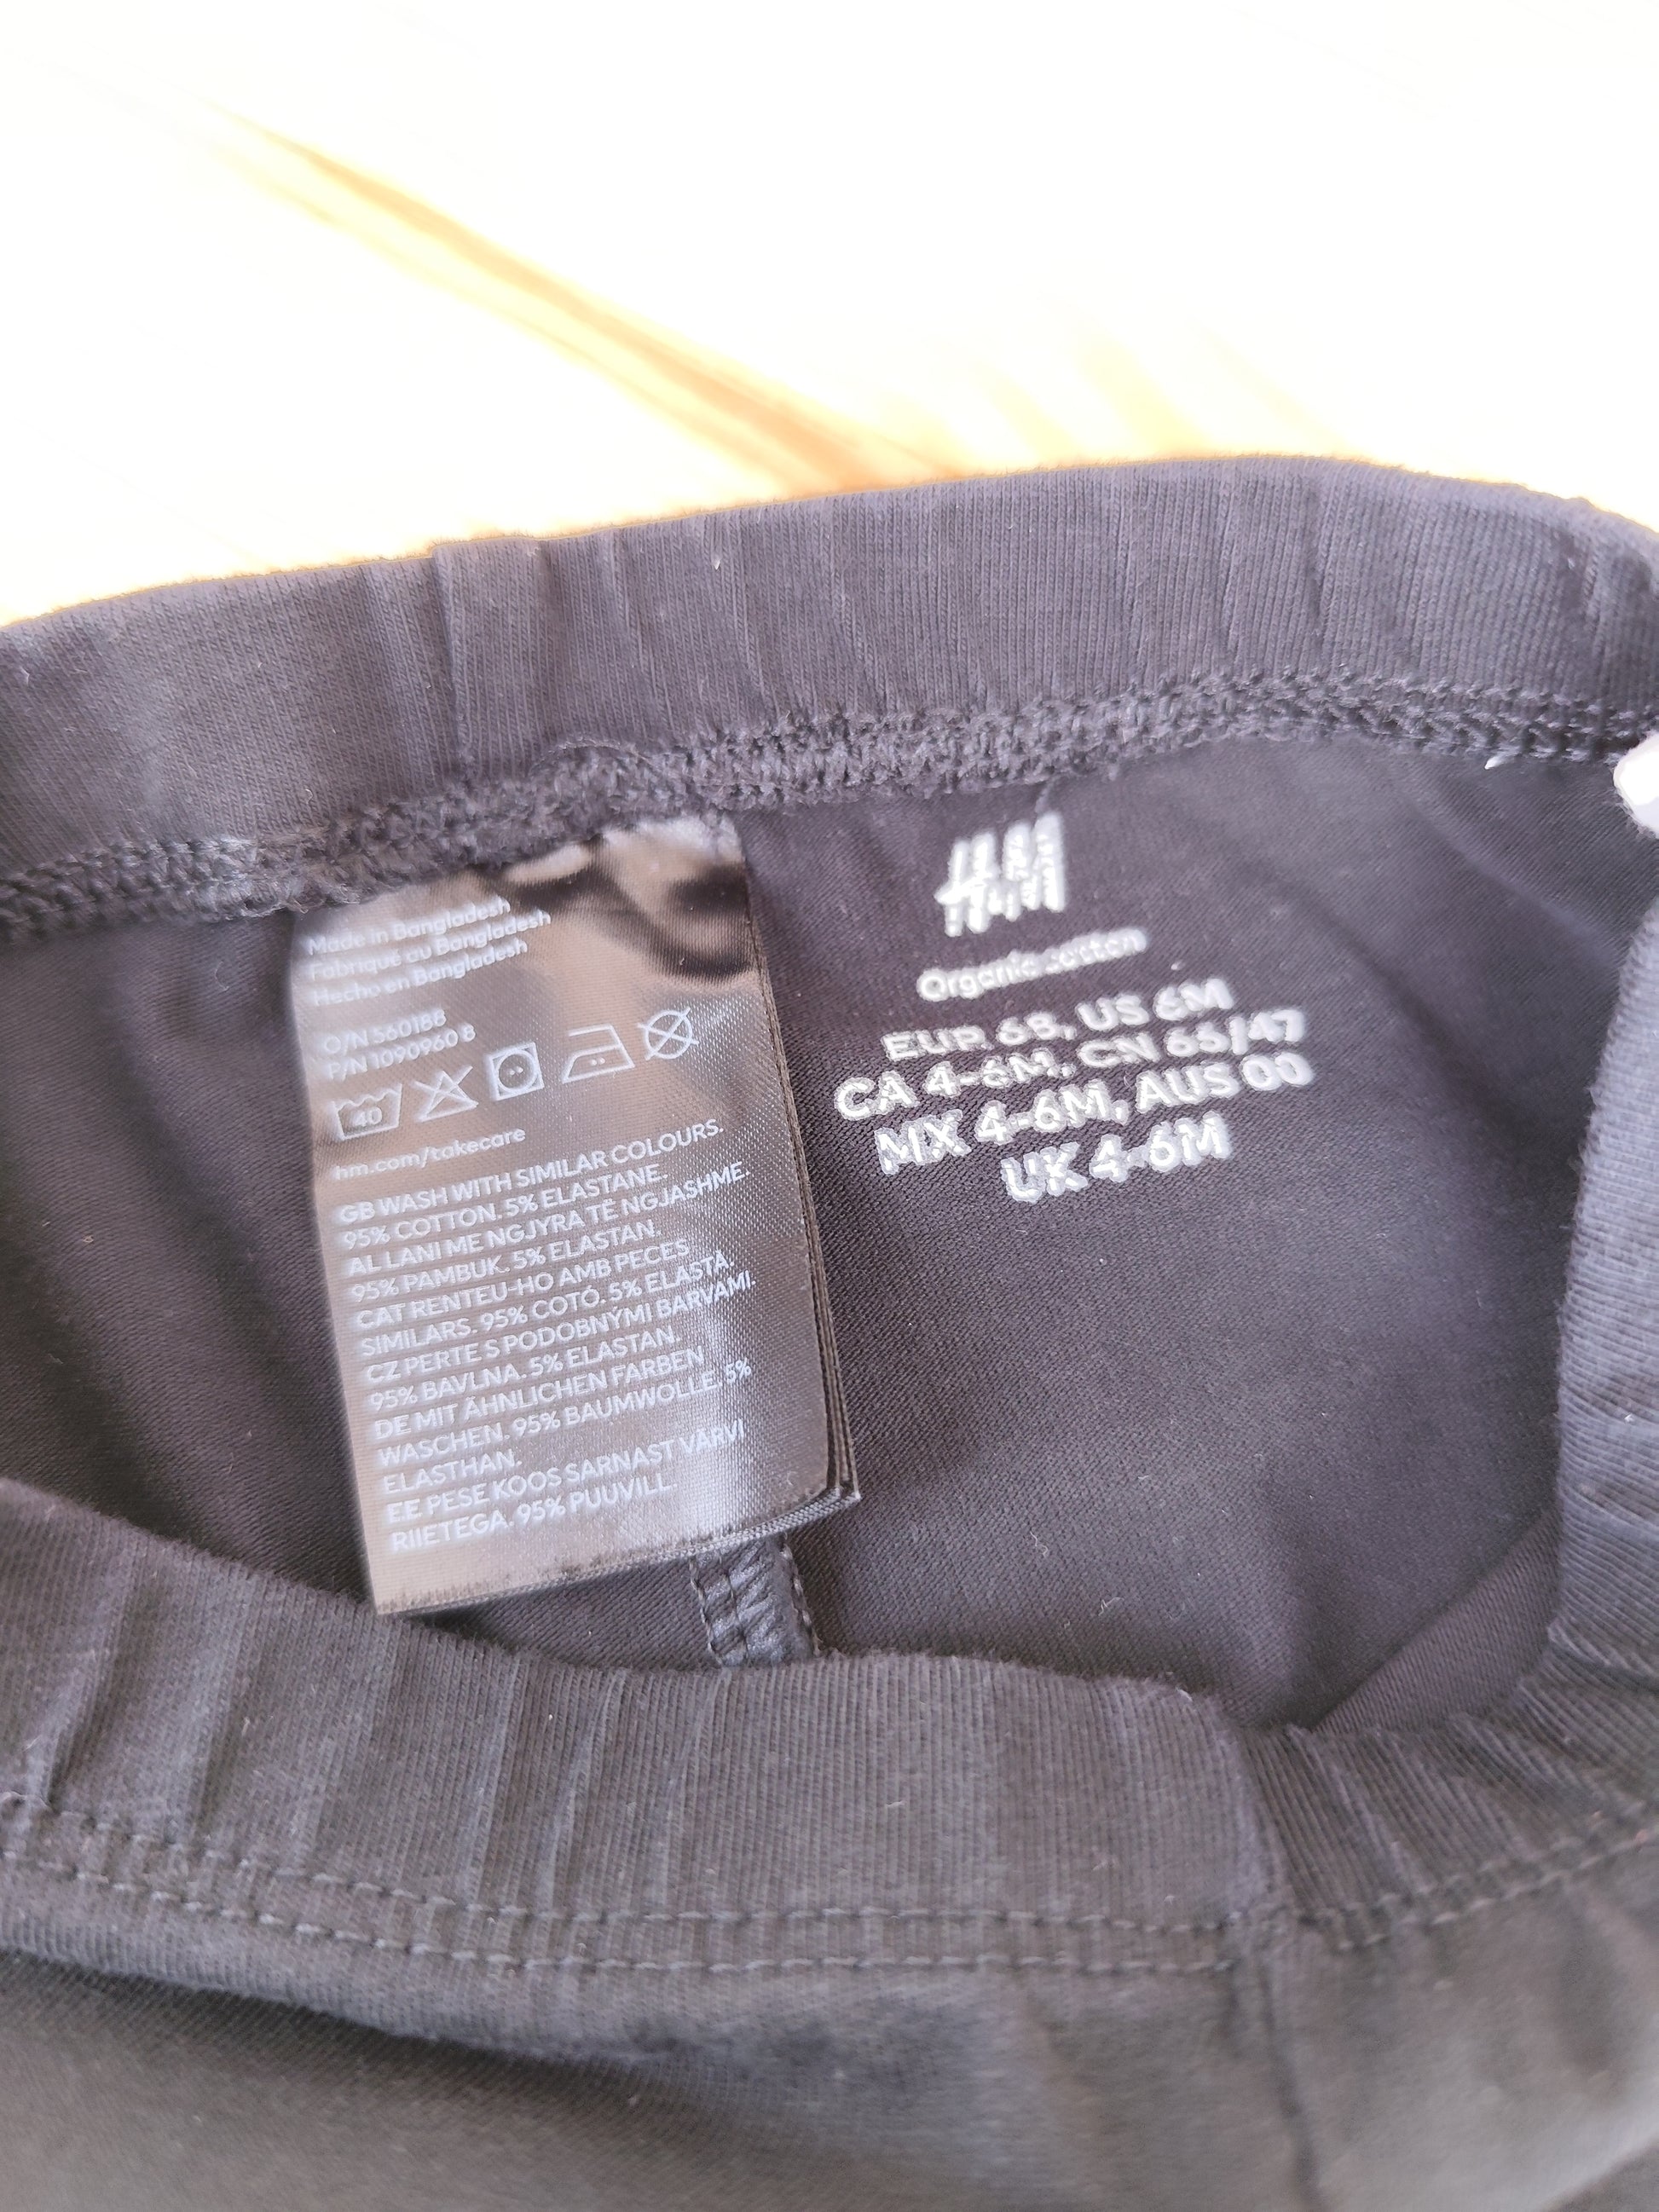 Made in Bangladesh
Fabriqué au Bangladesh
Hecho en Bangladesh
O/N 560188
P/N 1090960 B
40
hm.com/takecare
GB WASH WITH SIMILAR COLOURS.
95% COTTON. 5% ELASTANE.
AL LANI ME NGJYRA TË NGJASHME.
95% PAMBUK. 5% ELASTAN.
CAT RENTEU-HO AMB PECES
SIMILARS. 95% COTÓ. 5% ELASTÀ.
CZ PERTE S PODOBNÝMI BARVAMI.
95% BAVLNA. 5% ELASTAN.
DE MIT ÄHNLICHEN FARBEN
WASCHEN. 95% BAUMWOLLE. 5%
ELASTHAN.
EE PESE KOOS SARNAST VÄRVI
RIIETEGA. 95% PUUVILL.
H&M
Organic cotton
EUR 68, US 6M
CA 4-6M, CN 66/47
MX 4-6M, AUS 00
UK 4-6M